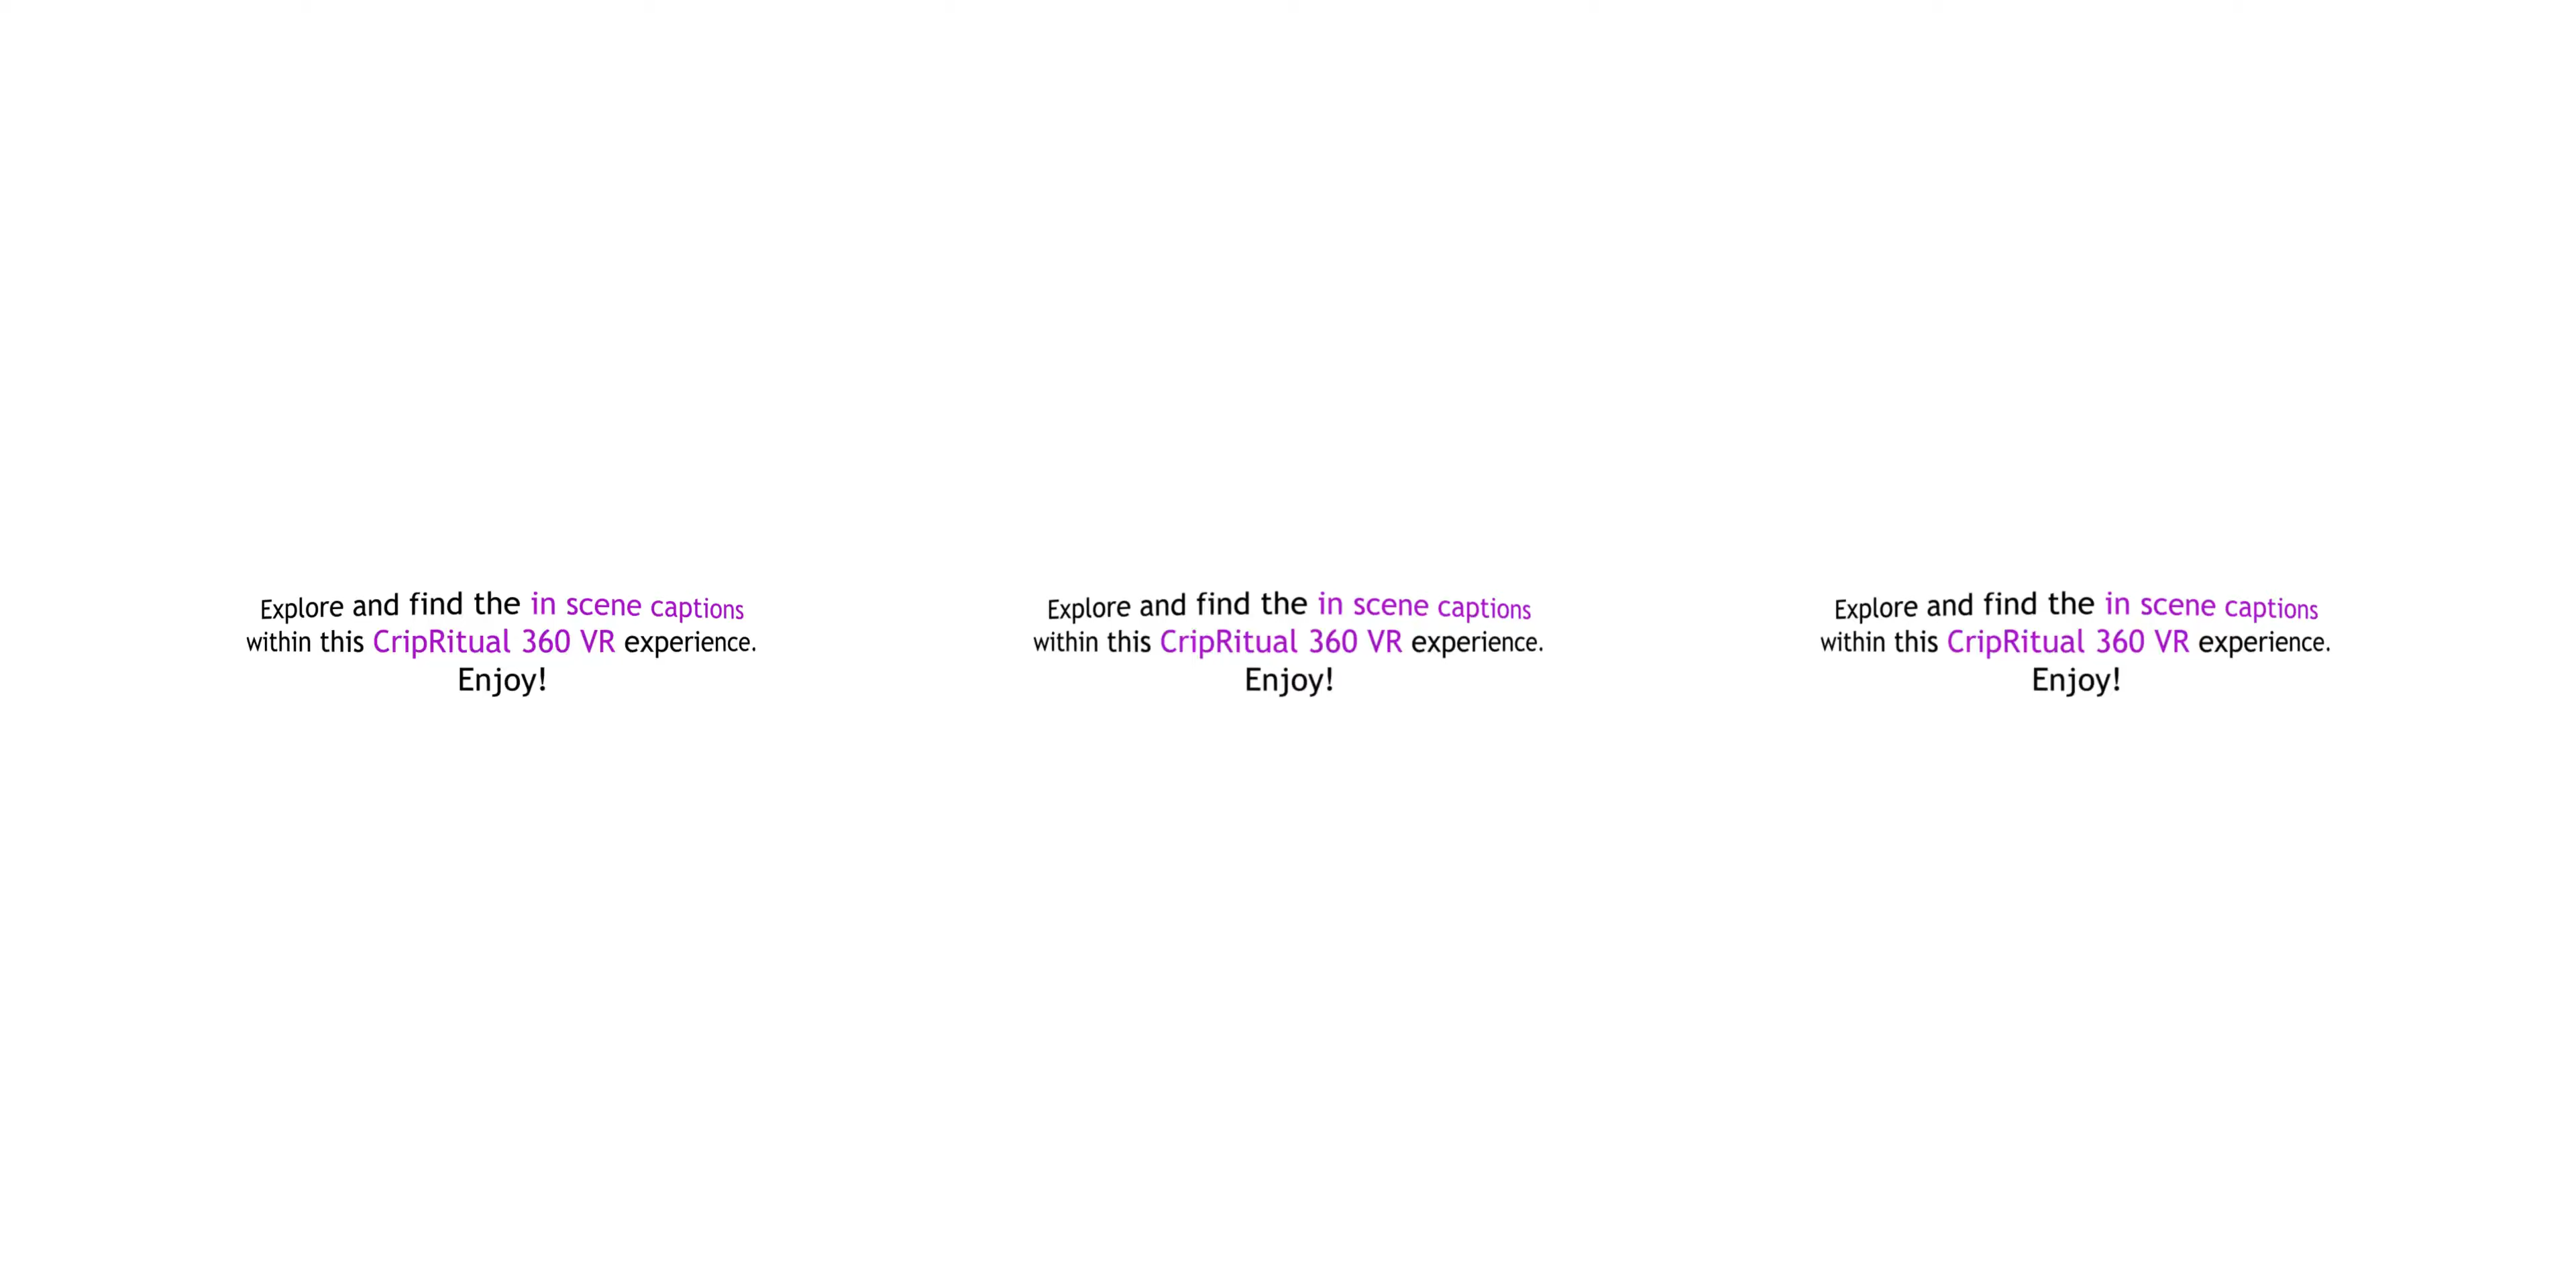 Explore and find the in scene captions
within this CripRitual 360 VR experience.
Enjoy!
Explore and find the in scene captions
within this CripRitual 360 VR experience.
Enjoy!
Explore and find the in scene captions
within this CripRitual 360 VR experience.
Enjoy!